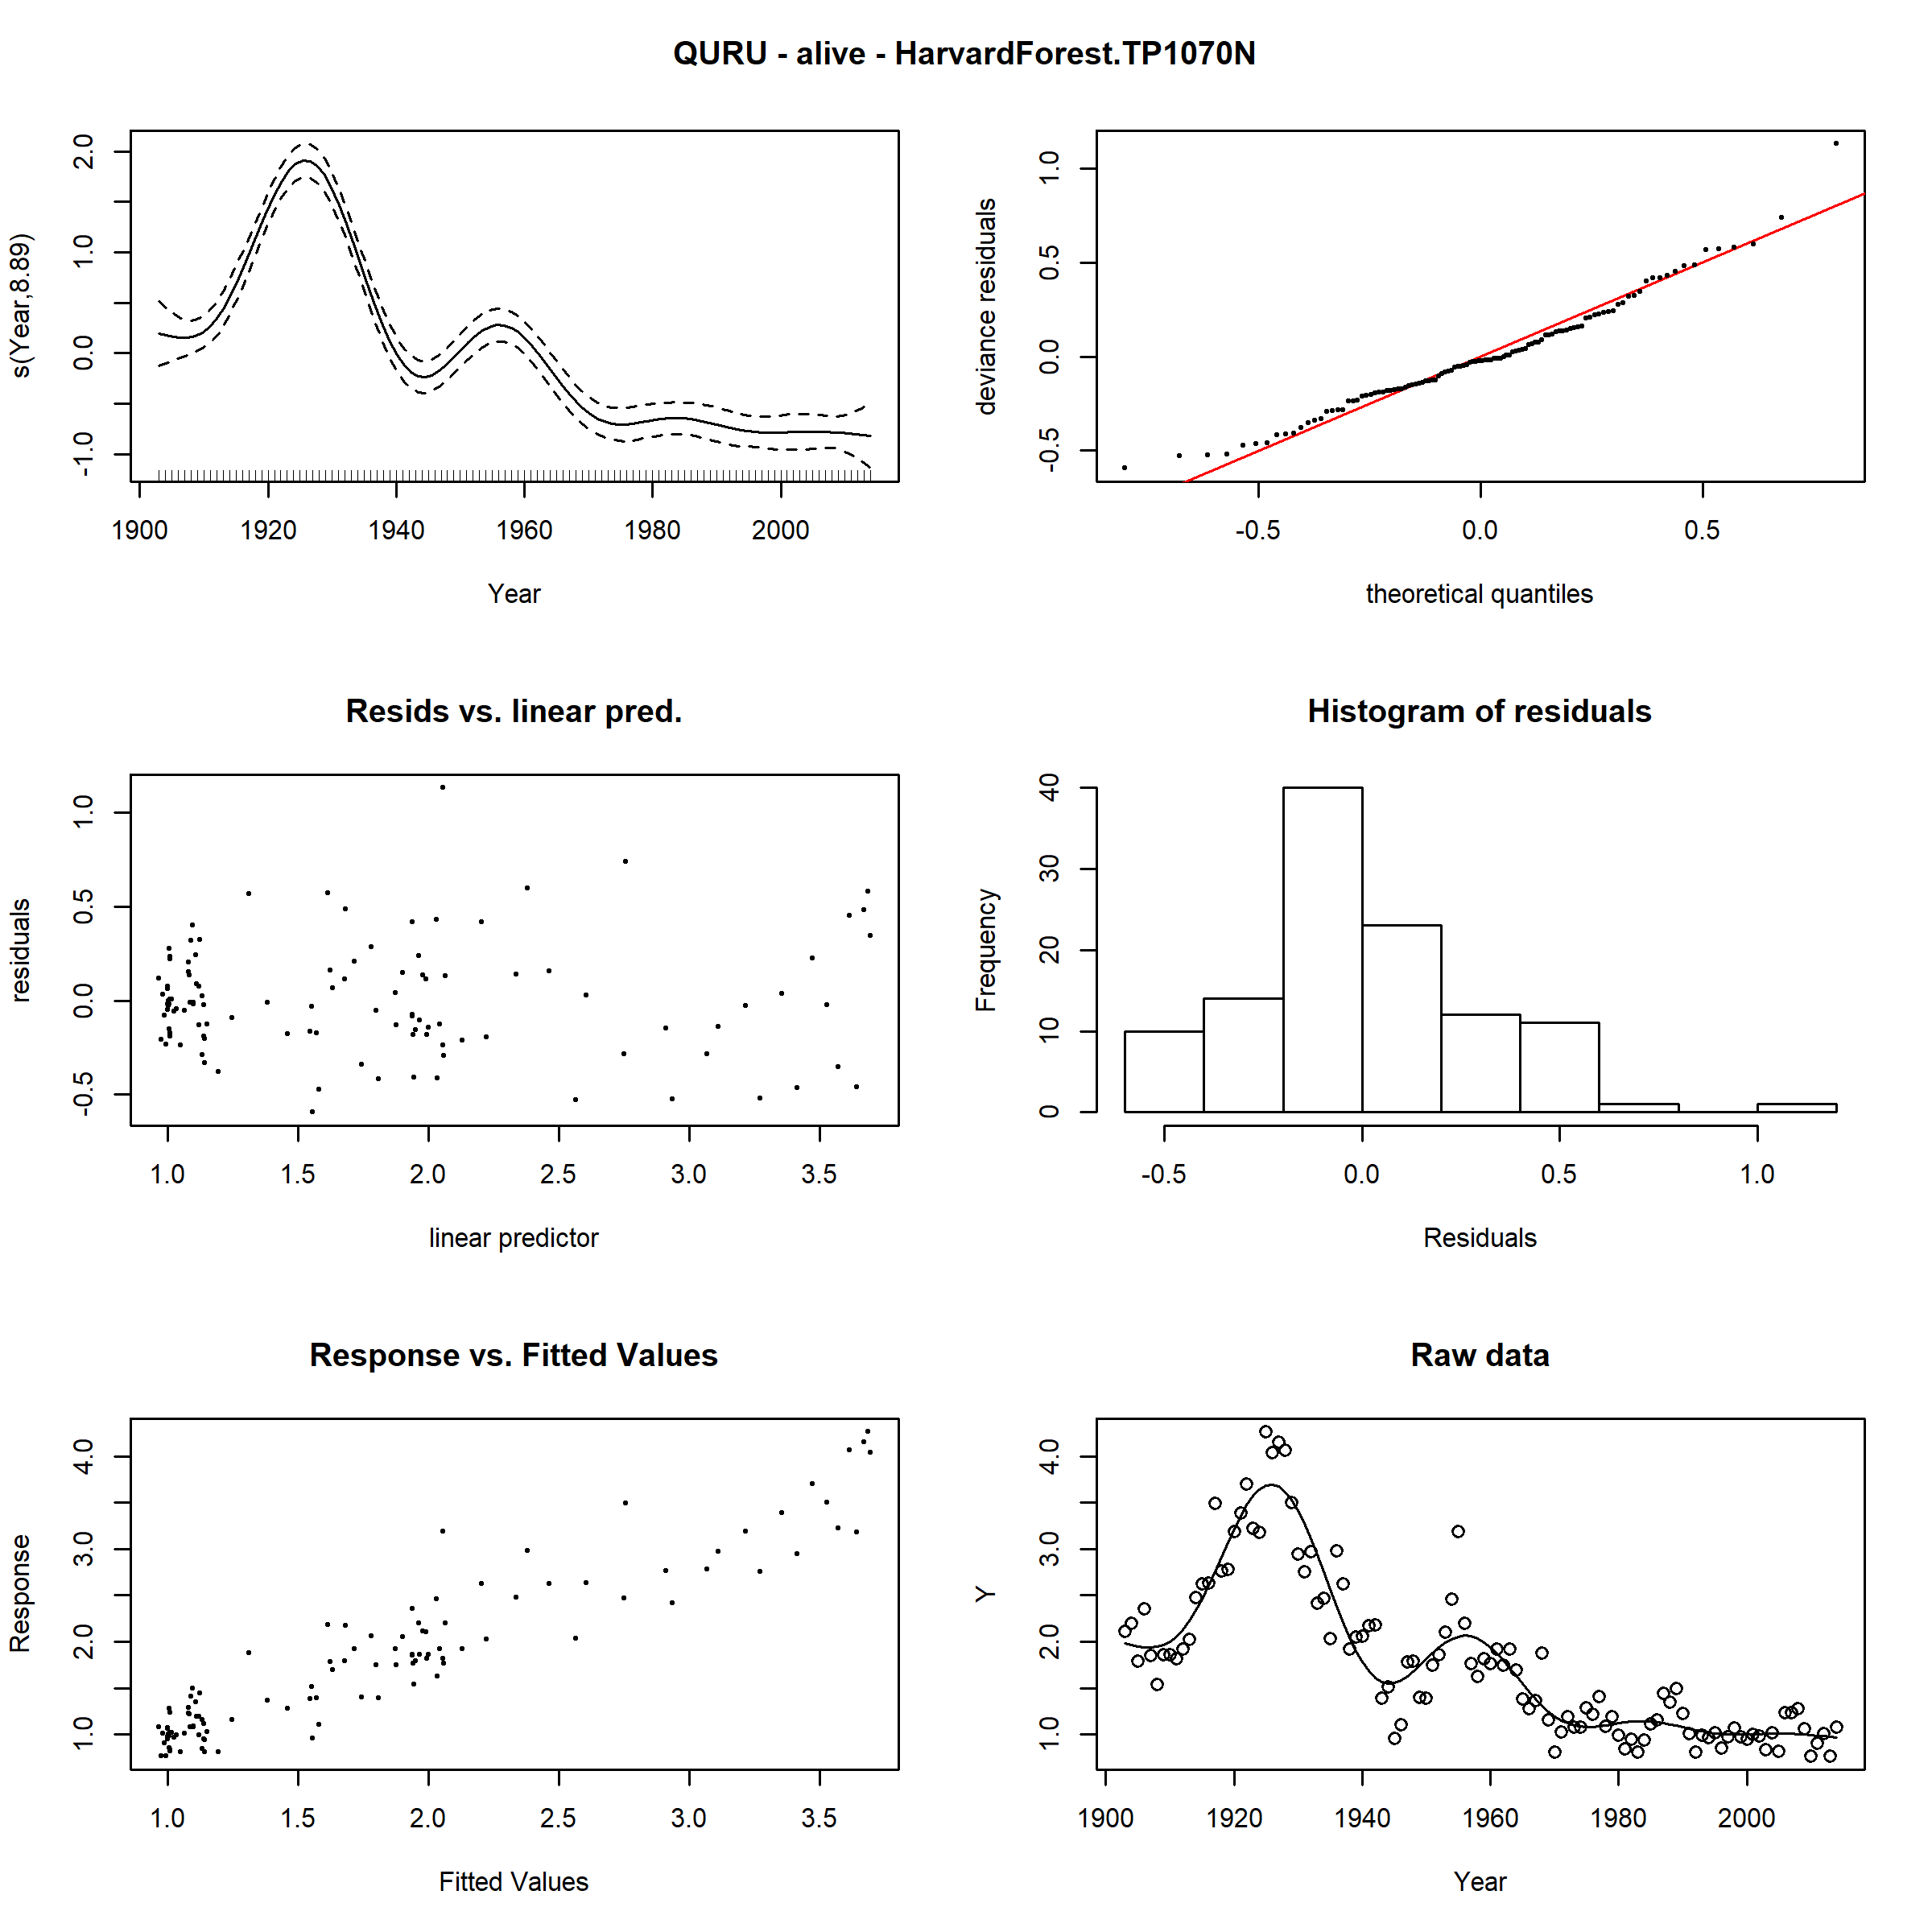 QURU - alive - HarvardForest.TP1070N
s(Year,8.89)
-1.0 0.0 1.0 2.0
1900 1920 1940 1960 1980 2000
Year
deviance residuals
-0.5 0.0 0.5 1.0
-0.5 0.0 0.5
theoretical quantiles
Resids vs. linear pred.
residuals
-0.5 0.0 0.5 1.0
1.0 1.5 2.0 2.5 3.0 3.5
linear predictor
Histogram of residuals
Frequency
0 10 20 30 40
-0.5 0.0 0.5 1.0
Residuals
Response vs. Fitted Values
Response
1.0 2.0 3.0 4.0
1.0 1.5 2.0 2.5 3.0 3.5
Fitted Values
Raw data
Y
1.0 2.0 3.0 4.0
1900 1920 1940 1960 1980 2000
Year